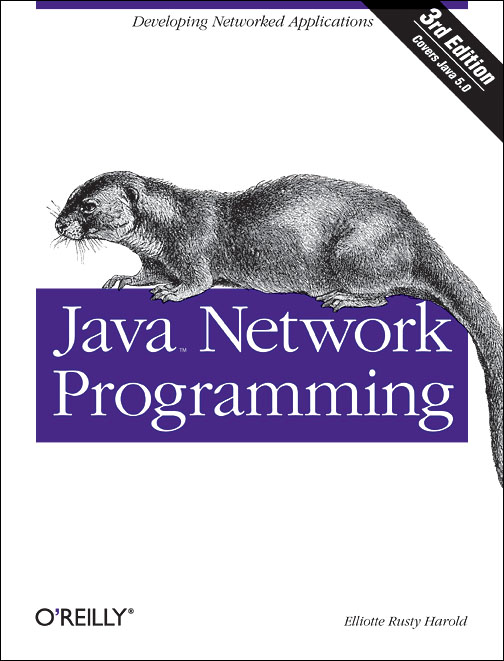 Developing Networked Applications
3rd Edition
Covers Java 5.0
Java™ Network
Programming
O'REILLY®
Elliotte Rusty Harold